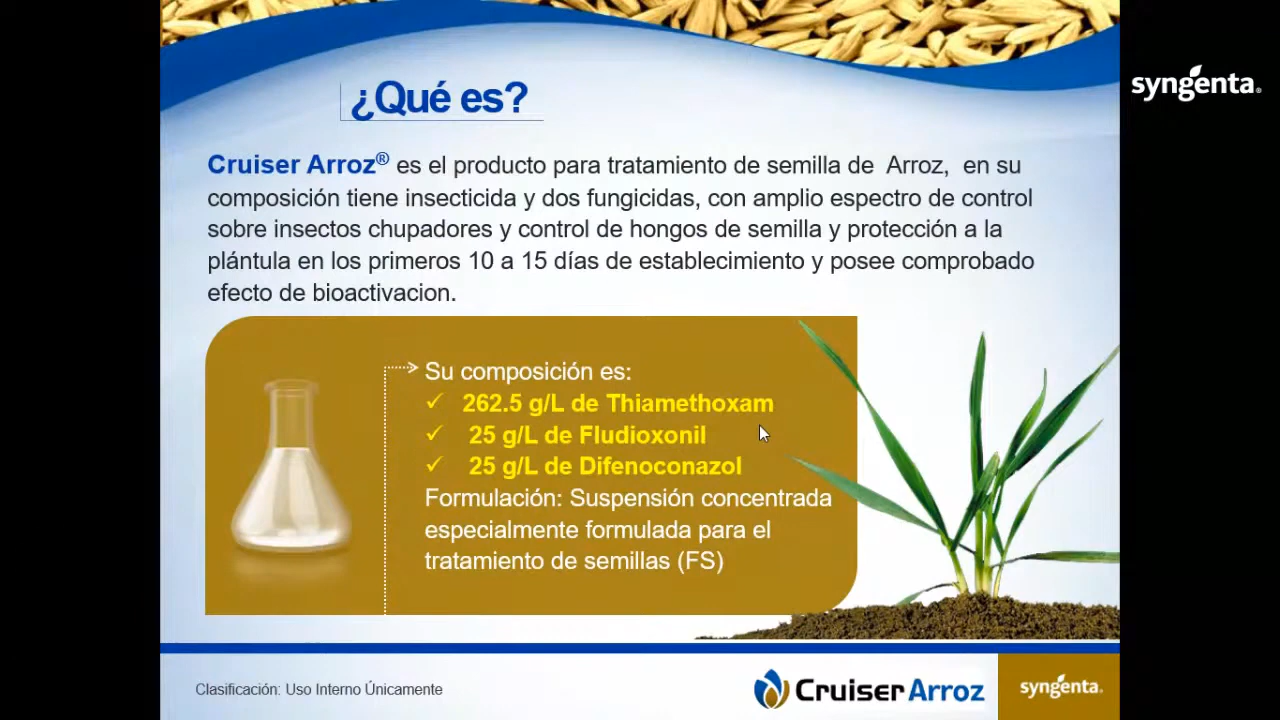 ¿Qué es?
syngenta®
Cruiser Arroz® es el producto para tratamiento de semilla de Arroz, en su
composición tiene insecticida y dos fungicidas, con amplio espectro de control
sobre insectos chupadores y control de hongos de semilla y protección a la
plántula en los primeros 10 a 15 días de establecimiento y posee comprobado
efecto de bioactivacion.
Su composición es:
✓ 262.5 g/L de Thiamethoxam
✓ 25 g/L de Fludioxonil
✓ 25 g/L de Difenoconazol
Formulación: Suspensión concentrada
especialmente formulada para el
tratamiento de semillas (FS)
Clasificación: Uso Interno Únicamente
Cruiser Arroz
syngenta®